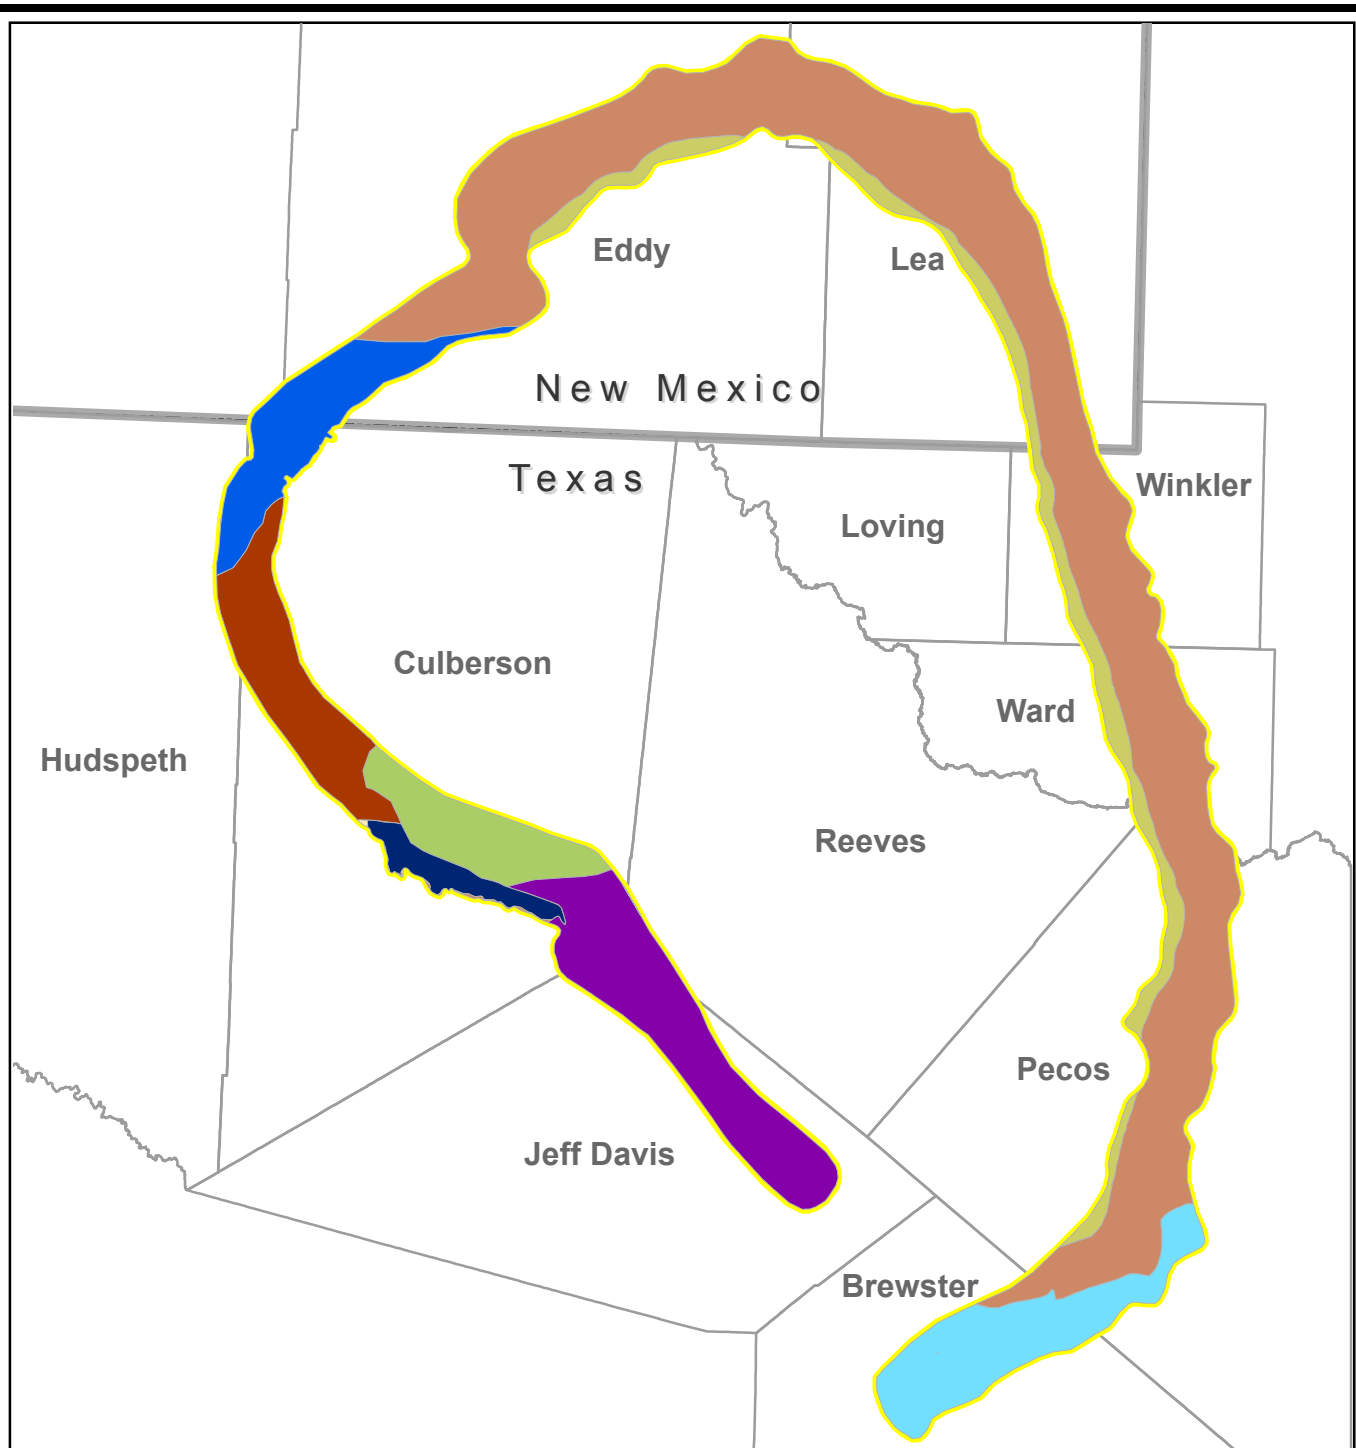 Eddy
Lea
New Mexico
Texas
Winkler
Loving
Culberson
Ward
Hudspeth
Reeves
Pecos
Jeff Davis
Brewster